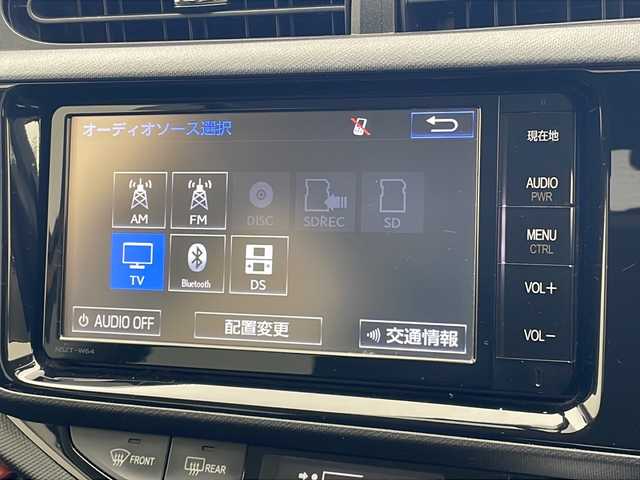 オーディオソース選択
現在地
AM
FM
DISC
SDREC
SD
AUDIO
PWR
TV
Bluetooth
DS
MENU
CTRL
AUDIO OFF
配置変更
交通情報
VOL+
VOL-
NSZT-W64
FRONT
REAR